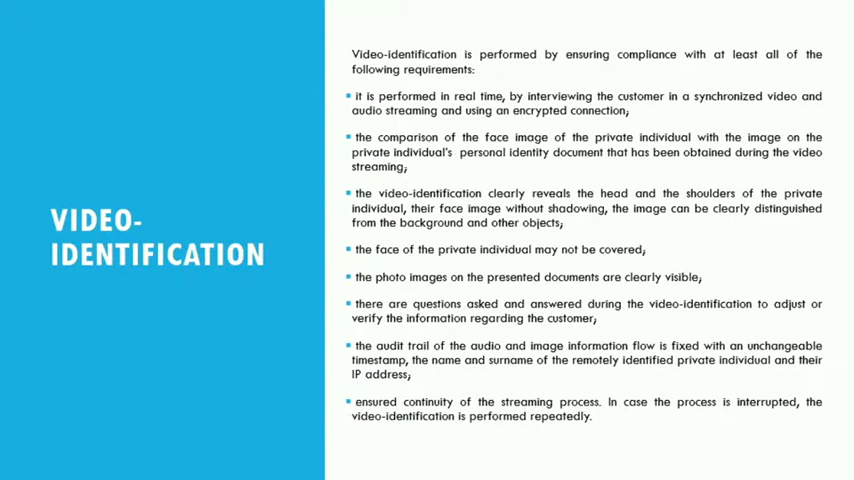 VIDEO-
IDENTIFICATION
Video-identification is performed by ensuring compliance with at least all of the
following requirements:
▪ it is performed in real time, by interviewing the customer in a synchronized video and
audio streaming and using an encrypted connection;
▪ the comparison of the face image of the private individual with the image on the
private individual's personal identity document that has been obtained during the video
streaming;
▪ the video-identification clearly reveals the head and the shoulders of the private
individual, their face image without shadowing, the image can be clearly distinguished
from the background and other objects;
▪ the face of the private individual may not be covered;
▪ the photo images on the presented documents are clearly visible;
▪ there are questions asked and answered during the video-identification to adjust or
verify the information regarding the customer;
▪ the audit trail of the audio and image information flow is fixed with an unchangeable
timestamp, the name and surname of the remotely identified private individual and their
IP address;
▪ ensured continuity of the streaming process. In case the process is interrupted, the
video-identification is performed repeatedly.